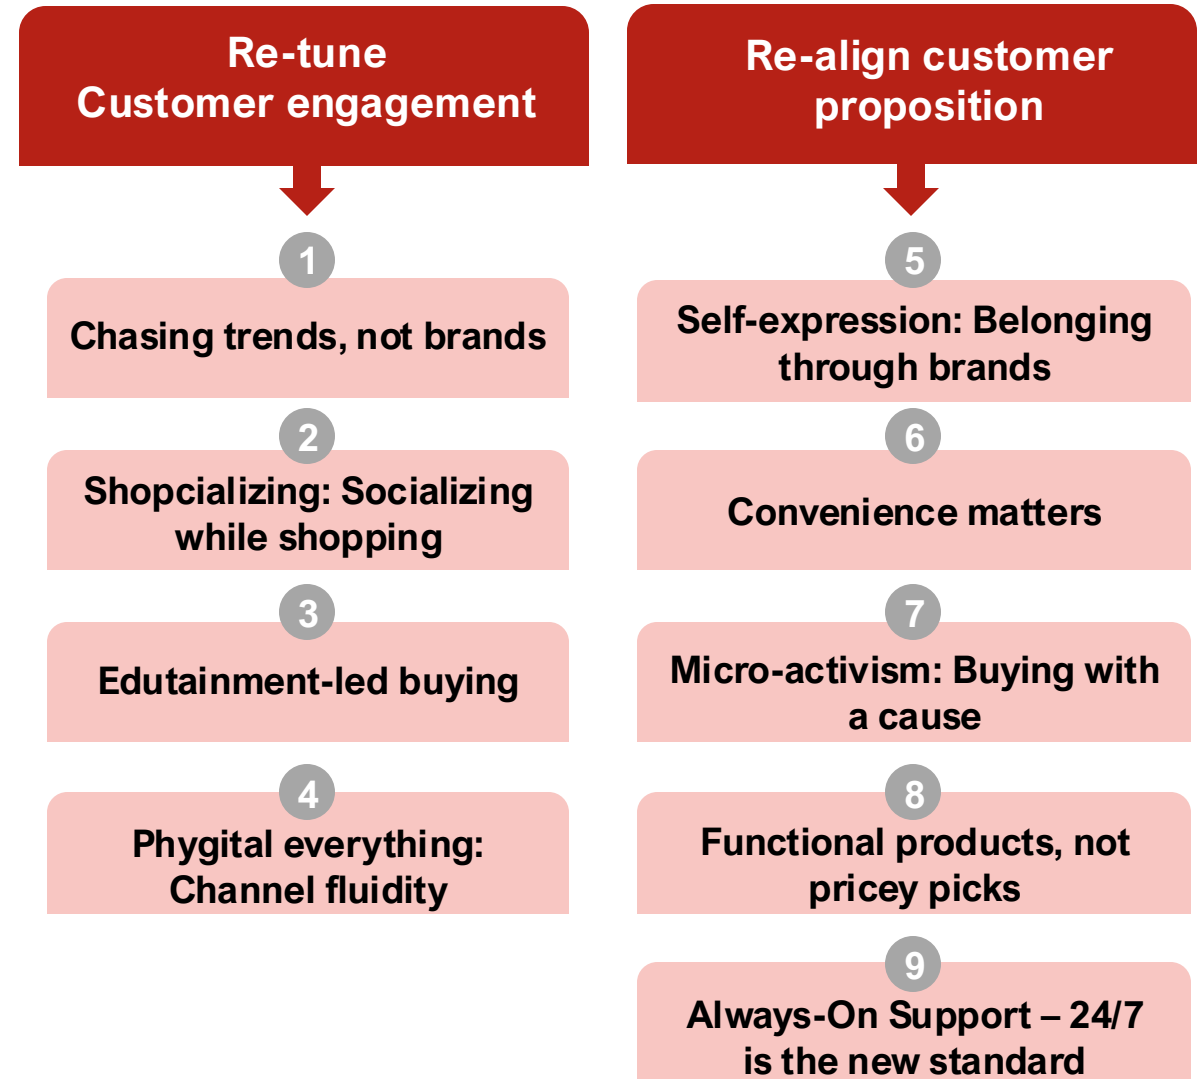 Re-tune
Customer engagement
1
Chasing trends, not brands
2
Shopcializing: Socializing
while shopping
3
Edutainment-led buying
4
Phygital everything:
Channel fluidity
Re-align customer
proposition
5
Self-expression: Belonging
through brands
6
Convenience matters
7
Micro-activism: Buying with
a cause
8
Functional products, not
pricey picks
9
Always-On Support – 24/7
is the new standard